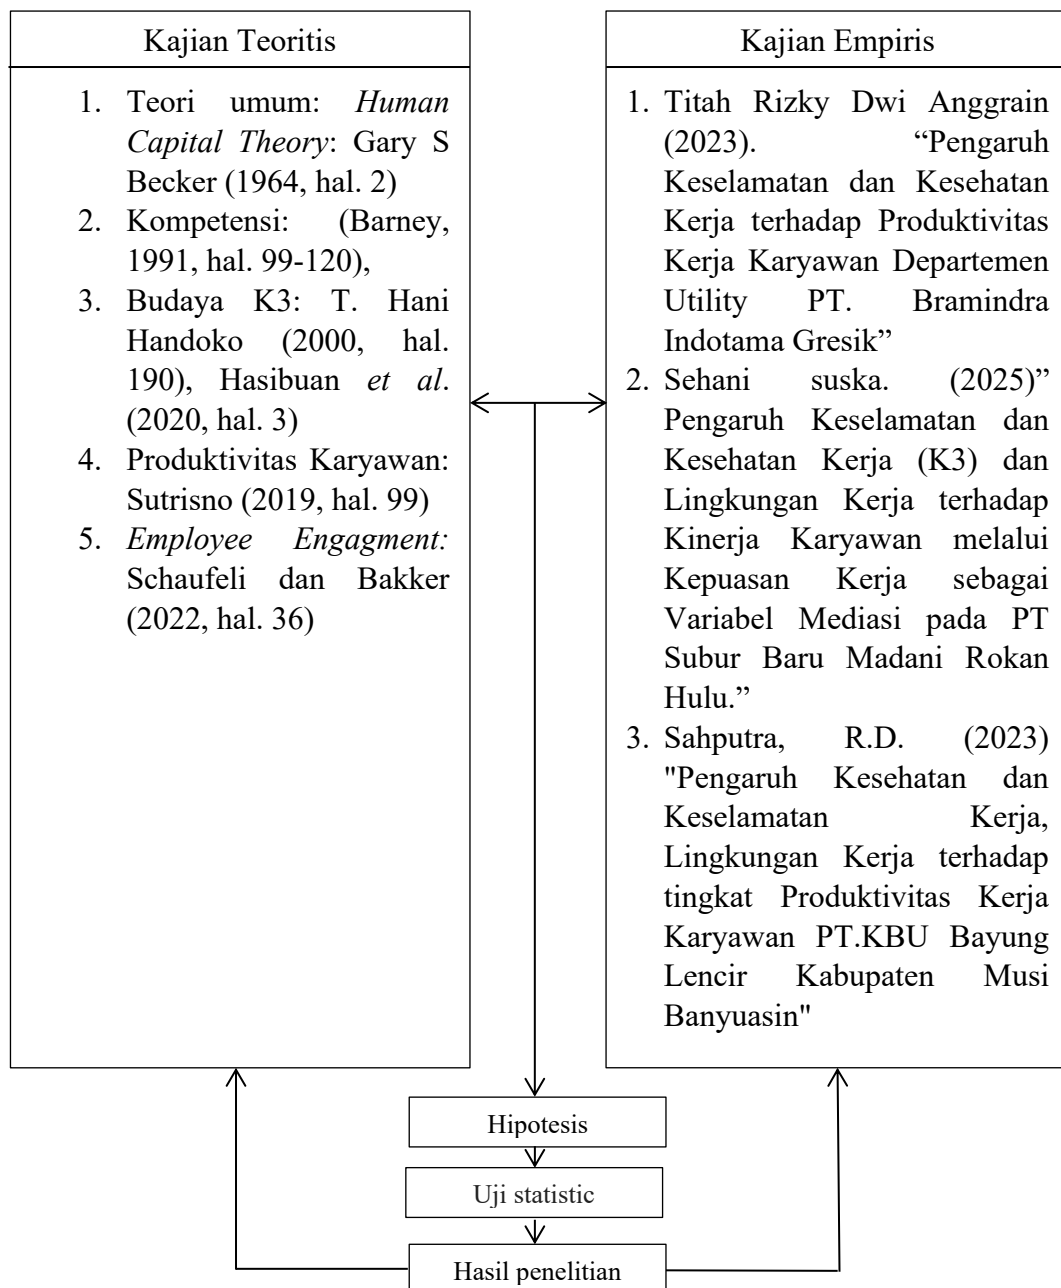 Kajian Teoritis
1. Teori umum: Human
Capital Theory: Gary S
Becker (1964, hal. 2)
2. Kompetensi: (Barney,
1991, hal. 99-120),
3. Budaya K3: T. Hani
Handoko (2000, hal.
190), Hasibuan et al.
(2020, hal. 3)
4. Produktivitas Karyawan:
Sutrisno (2019, hal. 99)
5. Employee Engagment:
Schaufeli dan Bakker
(2022, hal. 36)
Kajian Empiris
1. Titah Rizky Dwi Anggrain
(2023). “Pengaruh
Keselamatan dan Kesehatan
Kerja terhadap Produktivitas
Kerja Karyawan Departemen
Utility PT. Bramindra
Indotama Gresik”
2. Sehani suska. (2025)”
Pengaruh Keselamatan dan
Kesehatan Kerja (K3) dan
Lingkungan Kerja terhadap
Kinerja Karyawan melalui
Kepuasan Kerja sebagai
Variabel Mediasi pada PT
Subur Baru Madani Rokan
Hulu.”
3. Sahputra, R.D. (2023)
"Pengaruh Kesehatan dan
Keselamatan Kerja,
Lingkungan Kerja terhadap
tingkat Produktivitas Kerja
Karyawan PT.KBU Bayung
Lencir Kabupaten Musi
Banyuasin"
Hipotesis
Uji statistic
Hasil penelitian